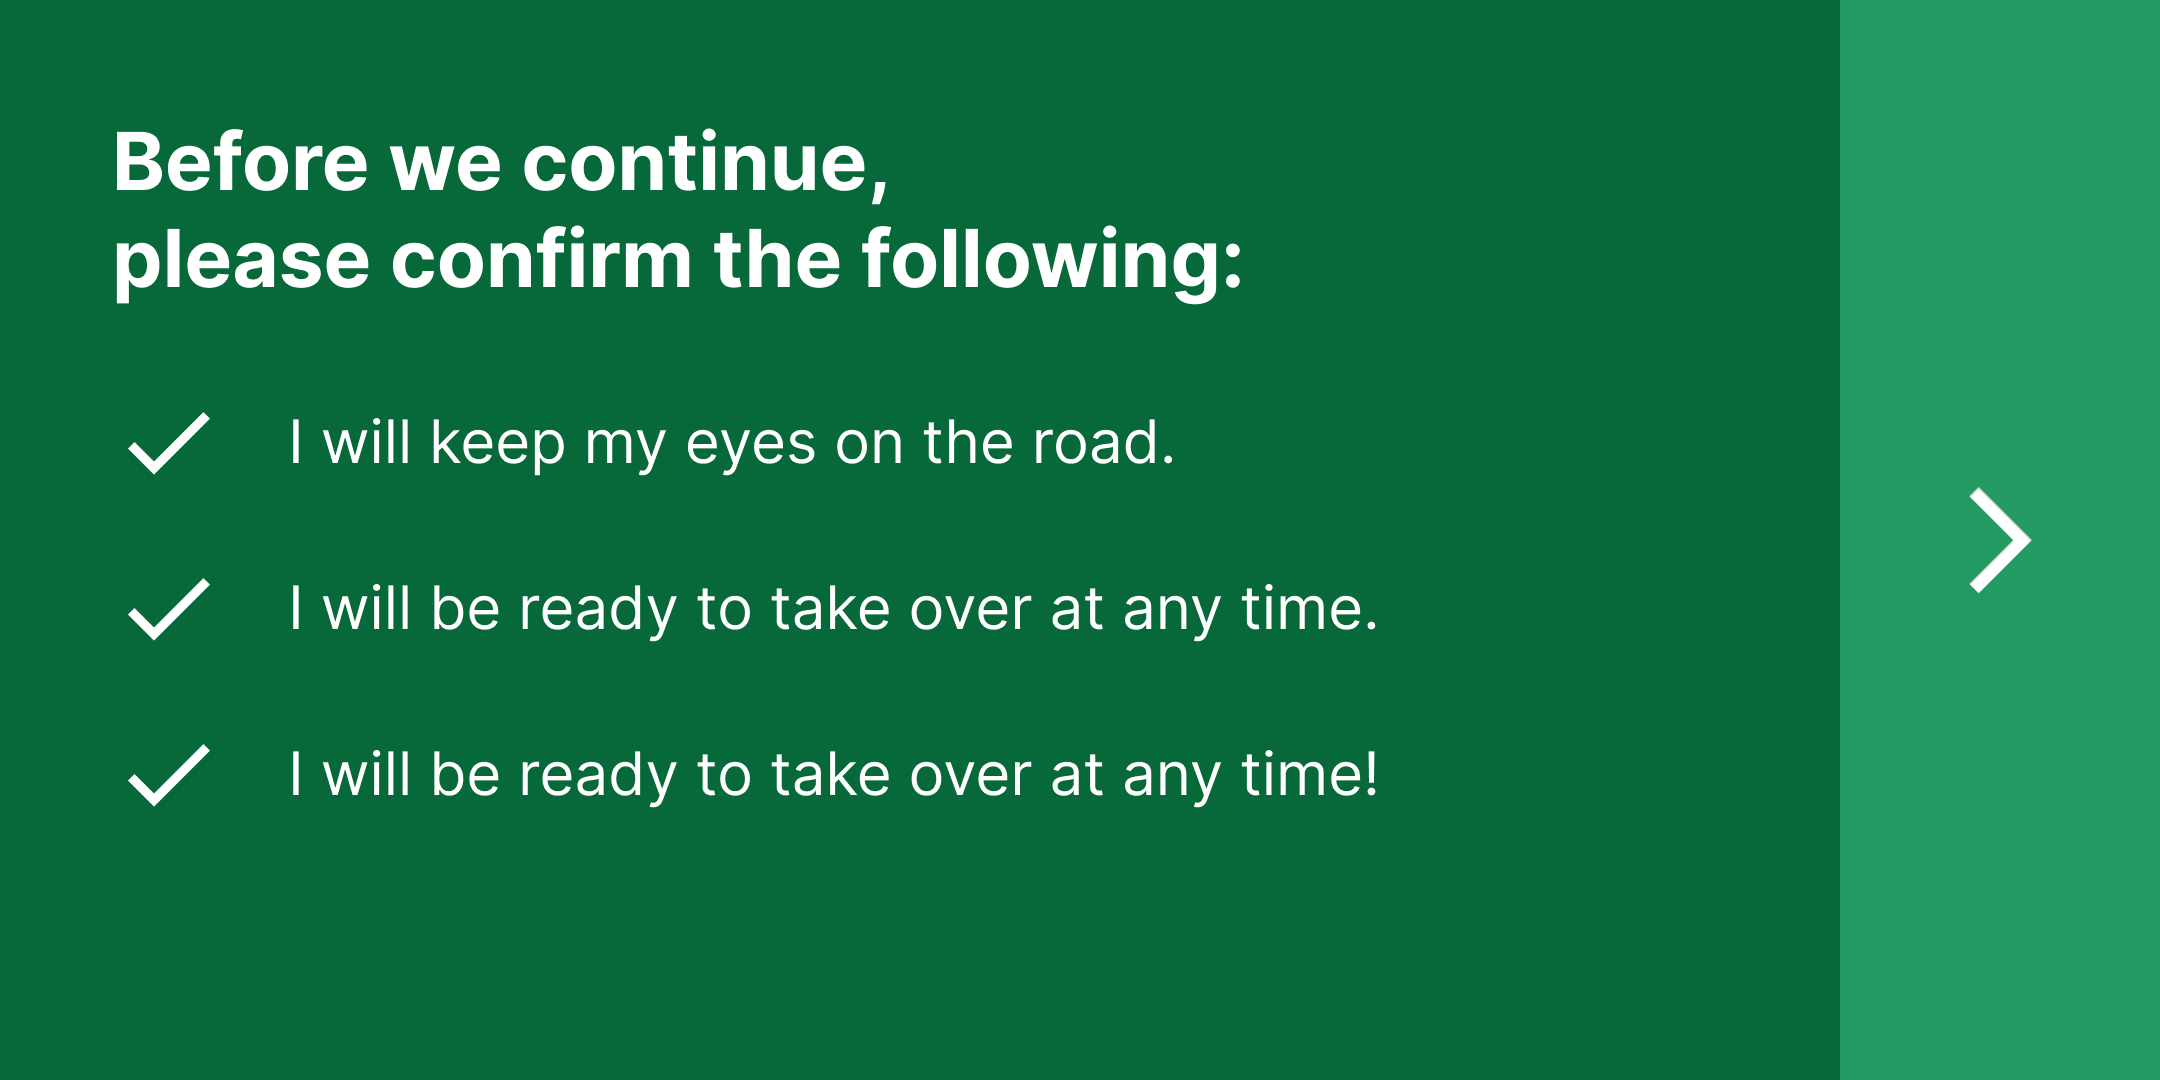 Before we continue,
please confirm the following:
I will keep my eyes on the road.
I will be ready to take over at any time.
I will be ready to take over at any time!